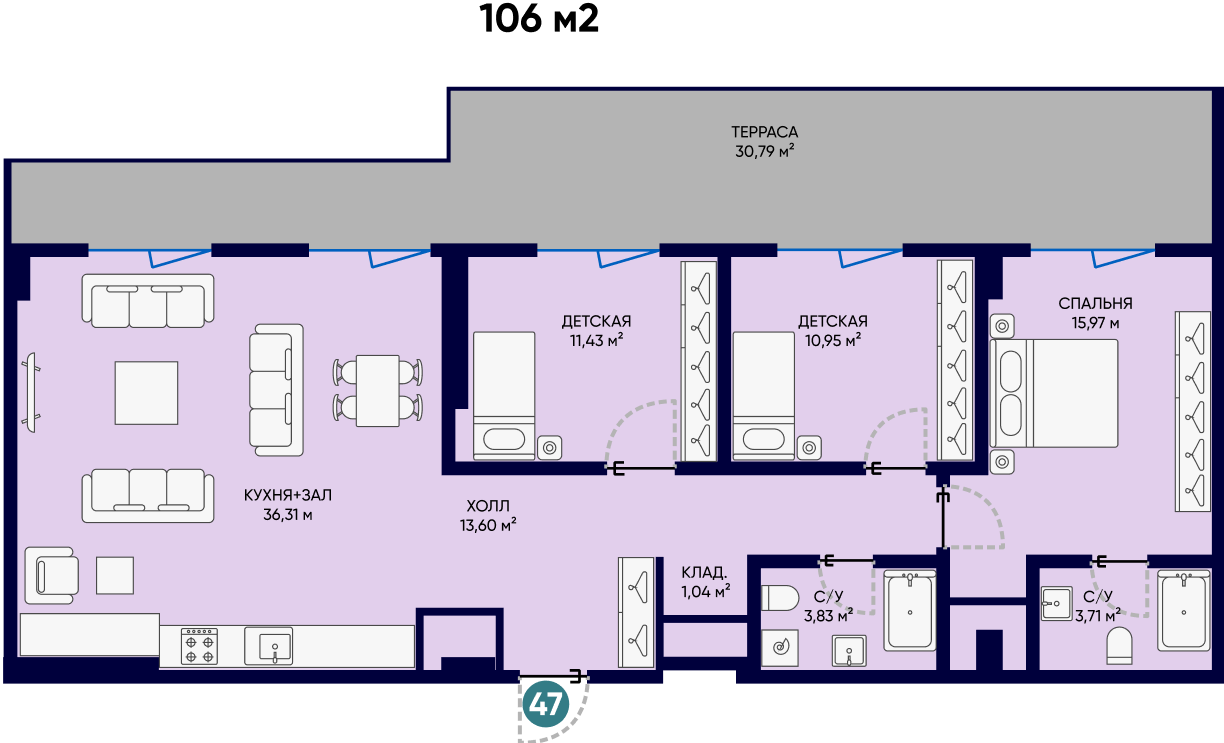 106 м2
ТЕРРАСА
30,79 м²
ДЕТСКАЯ
11,43 м²
ДЕТСКАЯ
10,95 м²
СПАЛЬНЯ
15,97 м
КУХНЯ+ЗАЛ
36,31 м
ХОЛЛ
13,60 м²
КЛАД.
1,04 м²
С/У
3,83 м²
С/У
3,71 м²
47